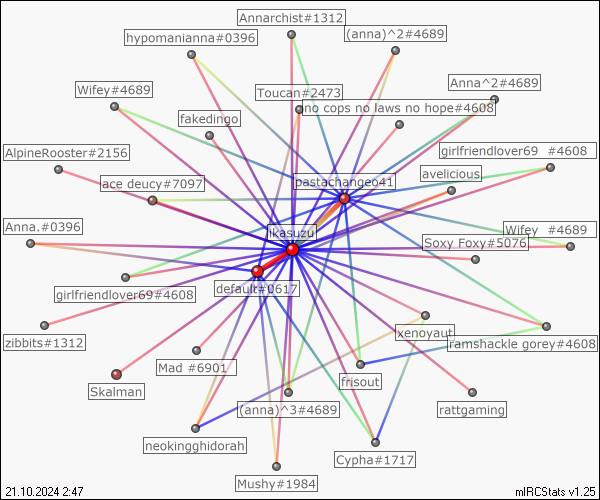 Annarchist#1312
hypomanianna#0396
(anna)^2#4689
Wifey#4689
Toucan#2473
Anna^2#4689
no cops no laws no hope#4608
fakedingo
AlpineRooster#2156
girlfriendlover69 #4608
ace deucy#7097
pastachangeo41
avelicious
Anna.#0396
ikasuzu
Wifey #4689
Soxy Foxy#5076
girlfriendlover69#4608
default#0617
zibbits#1312
xenoyaut
ramshackle gorey#4608
Mad #6901
Skalman
frisout
(anna)^3#4689
rattgaming
neokingghidorah
Cypha#1717
Mushy#1984
21.10.2024 2:47
mIRCStats v1.25